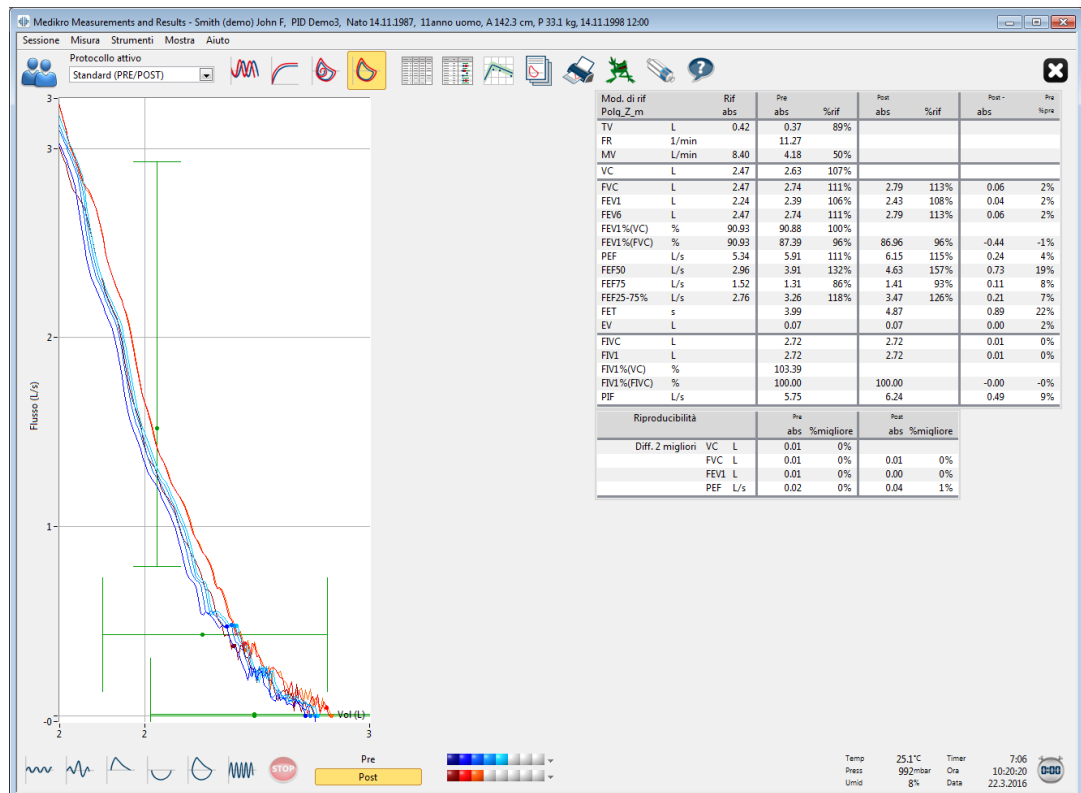 Medikro Measurements and Results - Smith (demo) John F, PID Demo3, Nato 14.11.1987, 11anno uomo, A 142.3 cm, P 33.1 kg, 14.11.1998 12:00
Sessione Misura Strumenti Mostra Aiuto
Protocollo attivo
Standard (PRE/POST)
3
3
2
1
-0
Flusso (L/s)
Vol (L)
2 2 3
Mod. di rif Rif Pre Post Post - Pre
Polg_Z_m abs abs %rif abs %rif abs %pre
TV L 0.42 0.37 89%
FR 1/min 11.27
MV L/min 8.40 4.18 50%
VC L 2.47 2.63 107%
FVC L 2.47 2.74 111% 2.79 113% 0.06 2%
FEV1 L 2.24 2.39 106% 2.43 108% 0.04 2%
FEV6 L 2.47 2.74 111% 2.79 113% 0.06 2%
FEV1%(VC) % 90.93 90.88 100%
FEV1%(FVC) % 90.93 87.39 96% 86.96 96% -0.44 -1%
PEF L/s 5.34 5.91 111% 6.15 115% 0.24 4%
FEF50 L/s 2.96 3.91 132% 4.63 157% 0.73 19%
FEF75 L/s 1.52 1.31 86% 1.41 93% 0.11 8%
FEF25-75% L/s 2.76 3.26 118% 3.47 126% 0.21 7%
FET s 3.99 4.87 0.89 22%
EV L 0.07 0.07 0.00 2%
FIVC L 2.72 2.72 0.01 0%
FIV1 L 2.72 2.72 0.01 0%
FIV1%(VC) % 103.39
FIV1%(FIVC) % 100.00 100.00 -0.00 -0%
PIF L/s 5.75 6.24 0.49 9%
Riproducibilità Pre Post
abs %migliore abs %migliore
Diff. 2 migliori VC L 0.01 0%
FVC L 0.01 0% 0.01 0%
FEV1 L 0.01 0% 0.00 0%
PEF L/s 0.02 0% 0.04 1%
STOP
Pre
Post
Temp 25.1°C Timer 7:06
Press 992mbar Ora 10:20:20
Umid 8% Data 22.3.2016
0:00